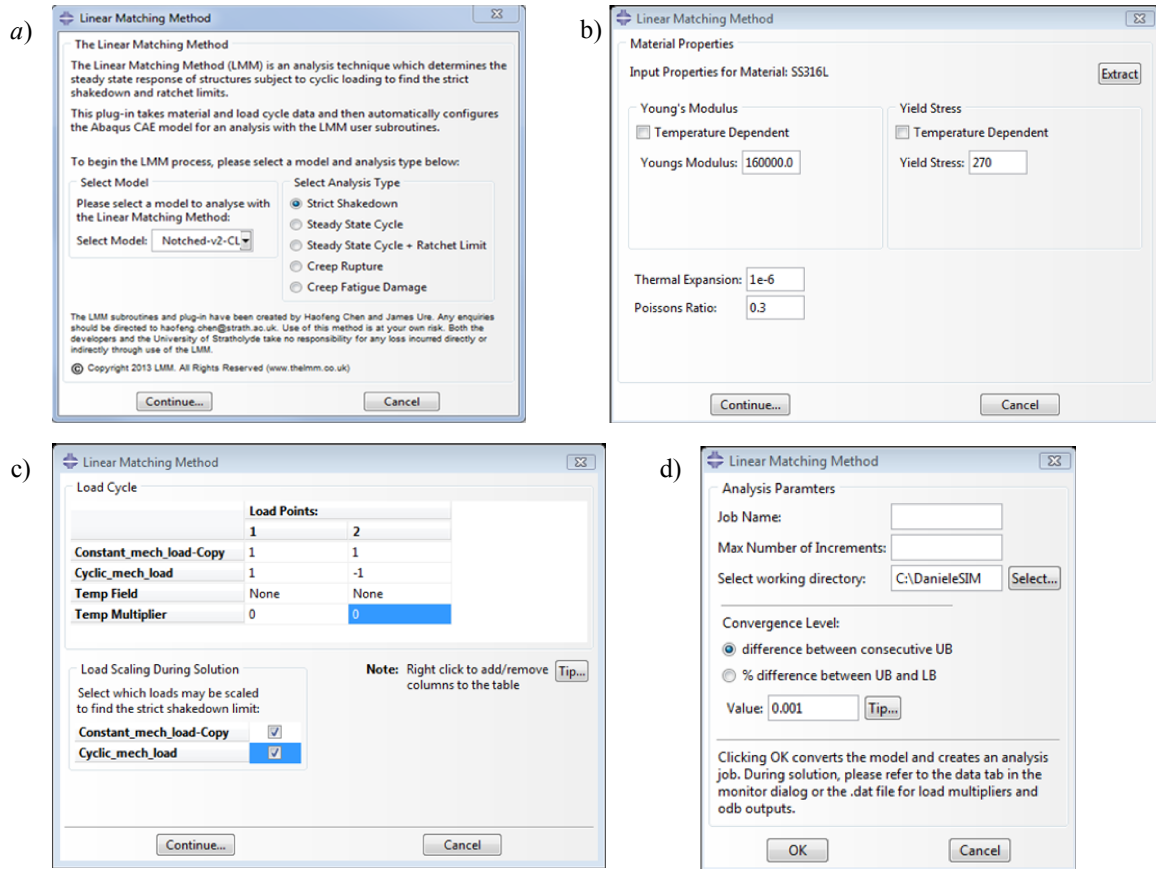 a)
Linear Matching Method
The Linear Matching Method
The Linear Matching Method (LMM) is an analysis technique which determines the
steady state response of structures subject to cyclic loading to find the strict
shakedown and ratchet limits.
This plug-in takes material and load cycle data and then automatically configures
the Abaqus CAE model for an analysis with the LMM user subroutines.
To begin the LMM process, please select a model and analysis type below:
Select Model
Please select a model to analyse with
the Linear Matching Method:
Select Model: Notched-v2-CL
Select Analysis Type
Strict Shakedown
Steady State Cycle
Steady State Cycle + Ratchet Limit
Creep Rupture
Creep Fatigue Damage
The LMM subroutines and plug-in have been created by Haofeng Chen and James Ure. Any enquiries
should be directed to haofeng.chen@strath.ac.uk. Use of this method is at your own risk. Both the
developers and the University of Strathclyde take no responsibility for any loss incurred directly or
indirectly through use of the LMM.
© Copyright 2013 LMM. All Rights Reserved (www.thelmm.co.uk)
Continue... Cancel
b)
Linear Matching Method
Material Properties
Input Properties for Material: SS316L Extract
Young's Modulus
Temperature Dependent
Youngs Modulus: 160000.0
Yield Stress
Temperature Dependent
Yield Stress: 270
Thermal Expansion: 1e-6
Poissons Ratio: 0.3
Continue... Cancel
c)
Linear Matching Method
Load Cycle
Load Points:
1 2
Constant_mech_load-Copy 1 1
Cyclic_mech_load 1 -1
Temp Field None None
Temp Multiplier 0 0
Load Scaling During Solution
Select which loads may be scaled
to find the strict shakedown limit:
Constant_mech_load-Copy
Cyclic_mech_load
Note: Right click to add/remove Tip...
columns to the table
Continue... Cancel
d)
Linear Matching Method
Analysis Paramters
Job Name:
Max Number of Increments:
Select working directory: C:\DanieleSIM Select...
Convergence Level:
difference between consecutive UB
% difference between UB and LB
Value: 0.001 Tip...
Clicking OK converts the model and creates an analysis
job. During solution, please refer to the data tab in the
monitor dialog or the .dat file for load multipliers and
odb outputs.
OK Cancel